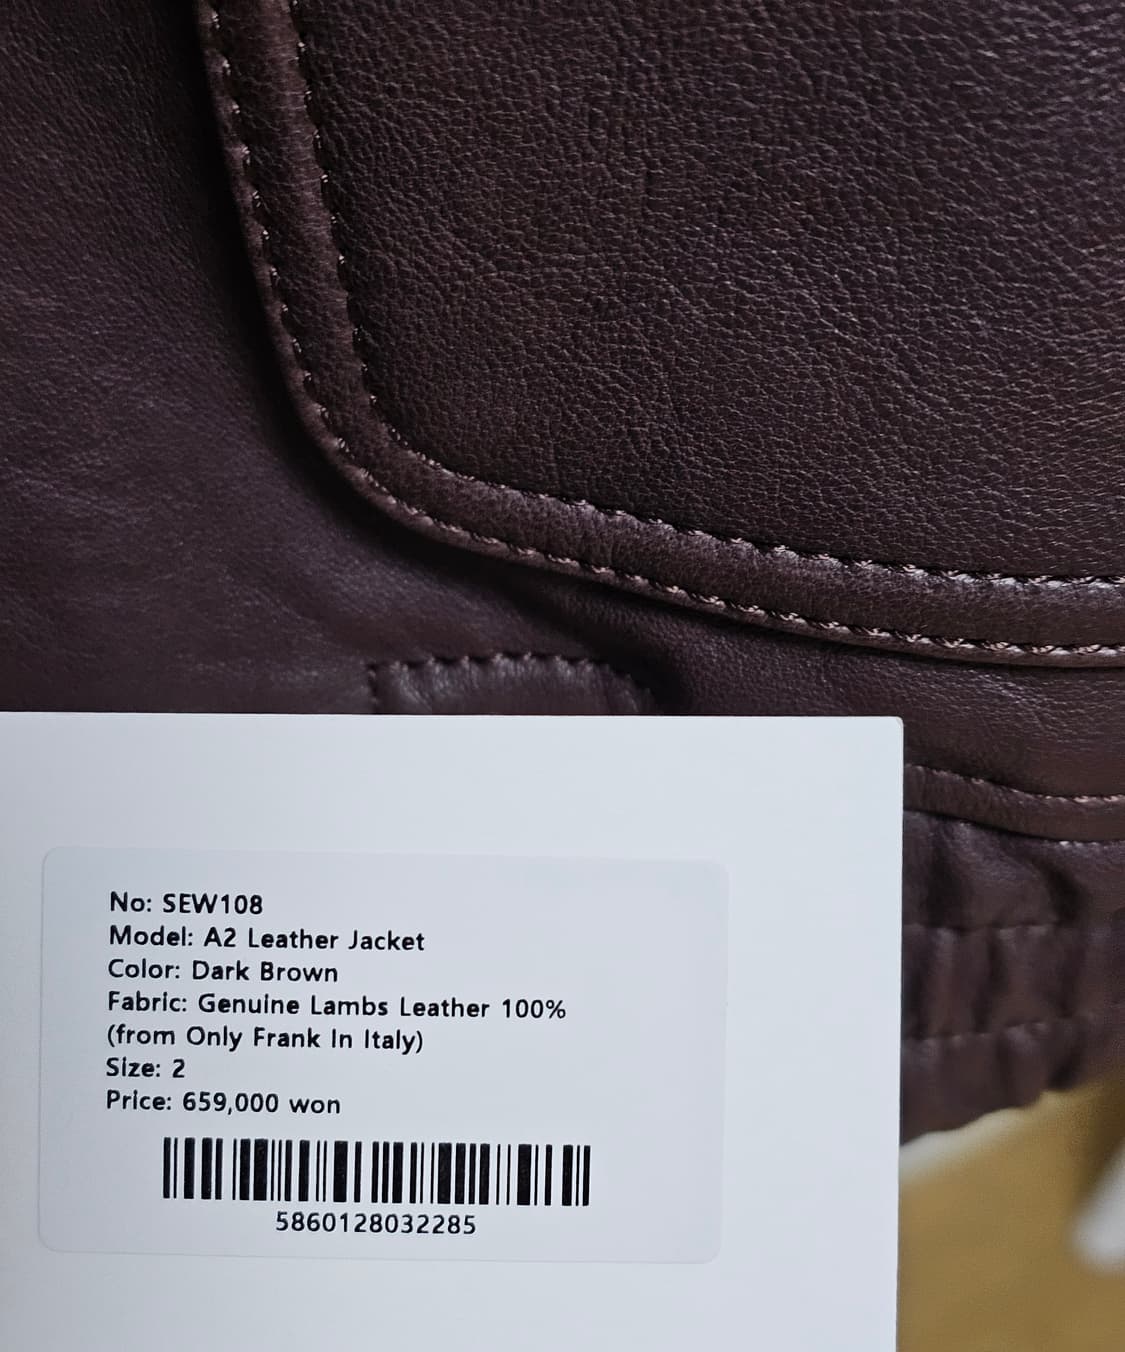 No: SEW108
Model: A2 Leather Jacket
Color: Dark Brown
Fabric: Genuine Lambs Leather 100%
(from Only Frank In Italy)
Size: 2
Price: 659,000 won
5860128032285